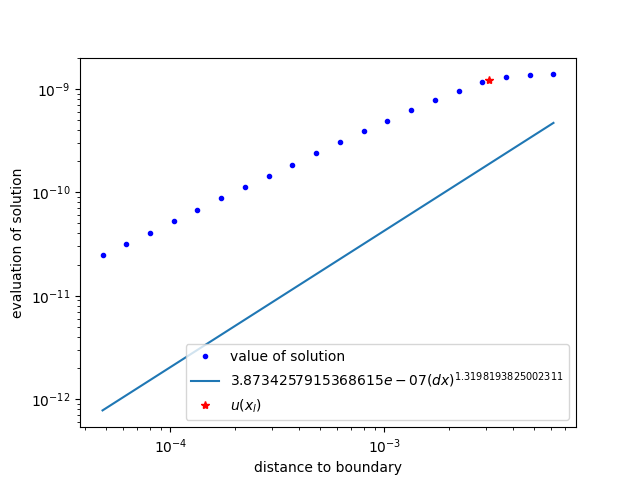 10⁻⁹
10⁻¹⁰
10⁻¹¹
10⁻¹²
evaluation of solution
value of solution
3.8734257915368615e − 07(dx)^1.3198193825002311
u(x_I)
10⁻⁴ 10⁻³
distance to boundary